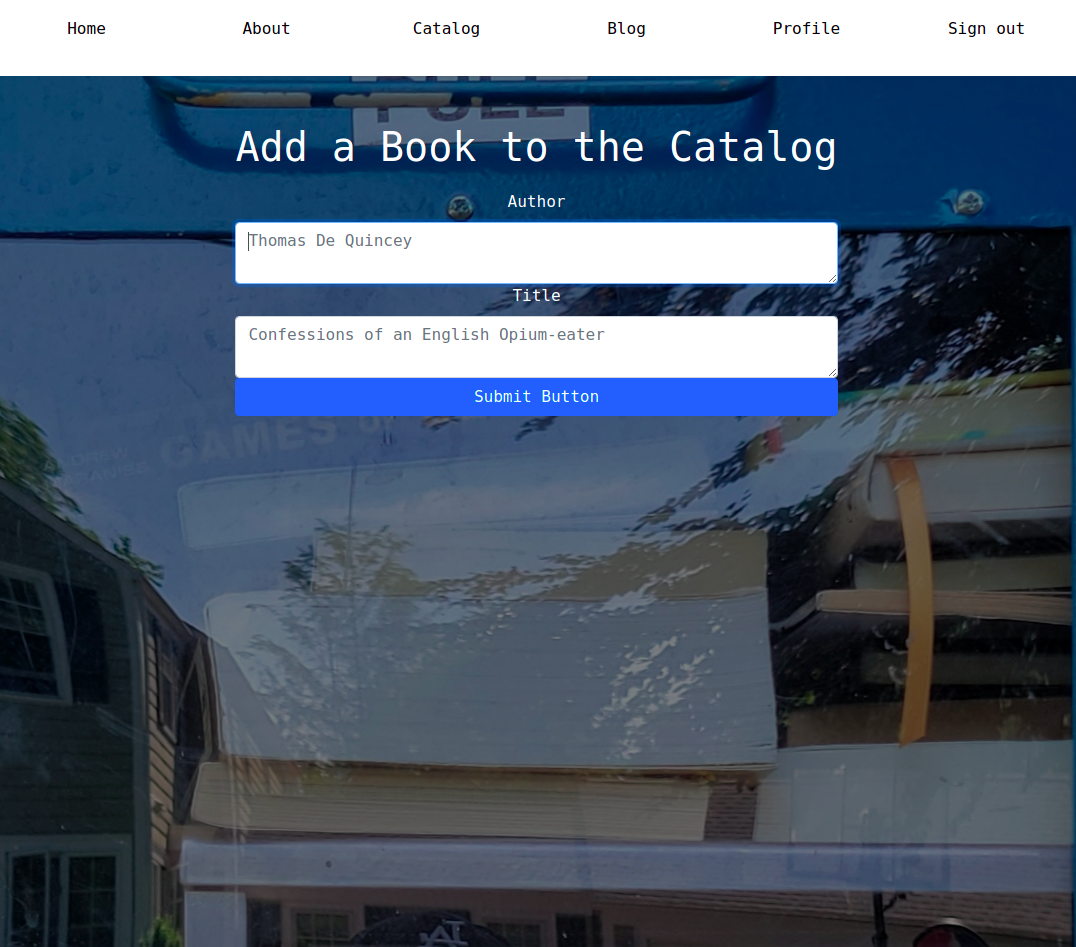 Home About Catalog Blog Profile Sign out
Add a Book to the Catalog
Author
Thomas De Quincey
Title
Confessions of an English Opium-eater
Submit Button
GAMES